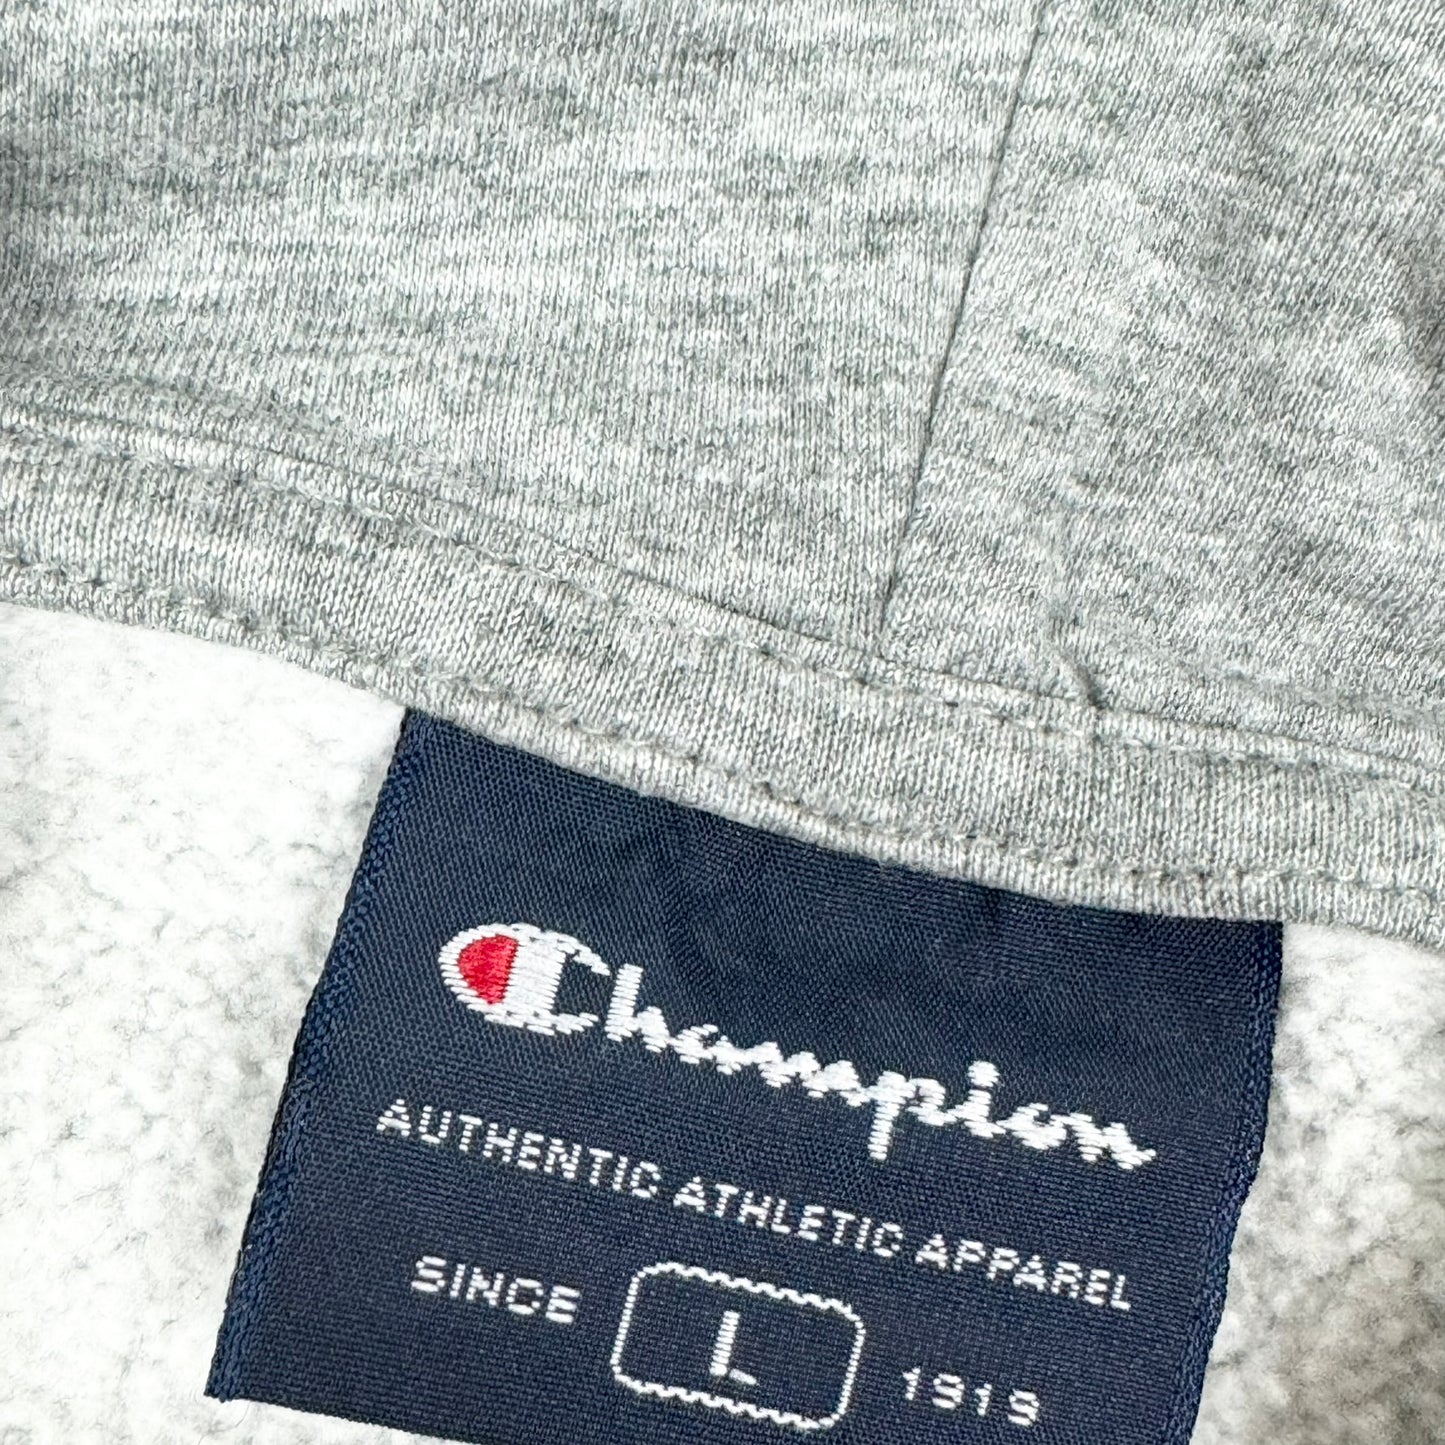 Champion
AUTHENTIC ATHLETIC APPAREL
SINCE L 1919